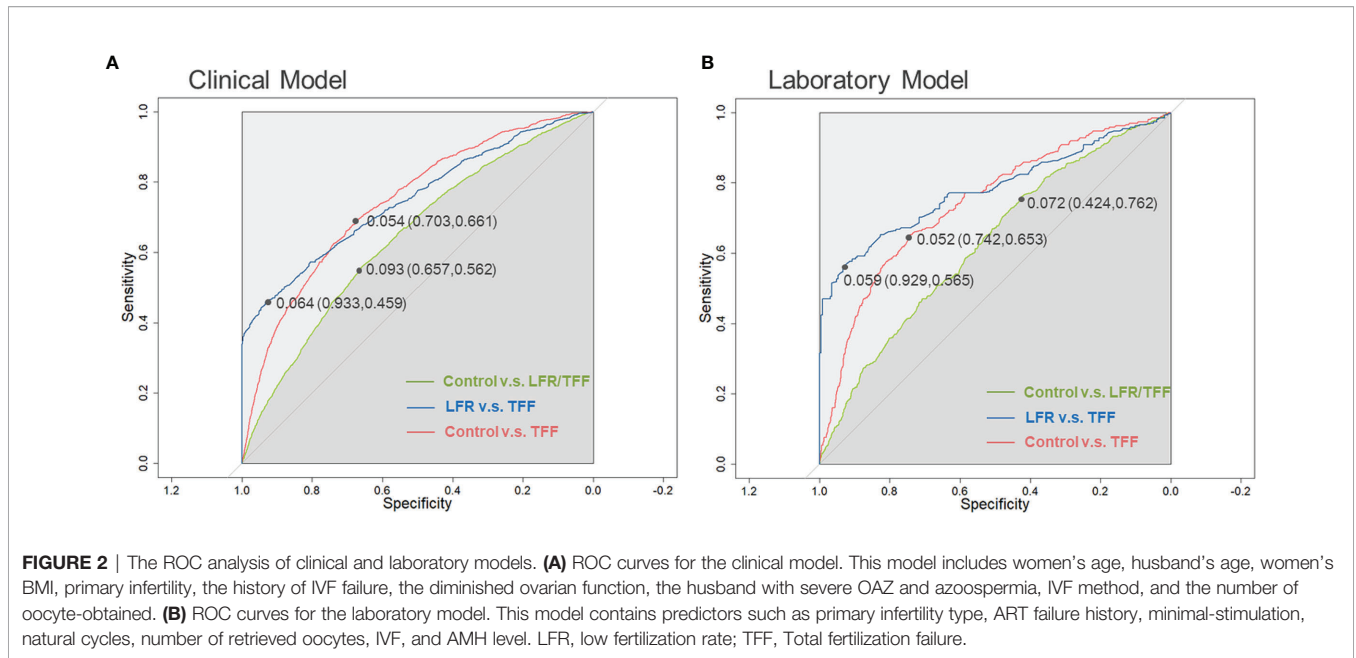 A
Clinical Model
Sensitivity
1.0
0.8
0.6
0.4
0.2
0.0
0.054 (0.703,0.661)
0.093 (0.657,0.562)
0.064 (0.933,0.459)
Control v.s. LFR/TFF
LFR v.s. TFF
Control v.s. TFF
1.2 1.0 0.8 0.6 0.4 0.2 0.0 -0.2
Specificity
B
Laboratory Model
Sensitivity
1.0
0.8
0.6
0.4
0.2
0.0
0.072 (0.424,0.762)
0.052 (0.742,0.653)
0.059 (0.929,0.565)
Control v.s. LFR/TFF
LFR v.s. TFF
Control v.s. TFF
1.2 1.0 0.8 0.6 0.4 0.2 0.0 -0.2
Specificity
FIGURE 2 | The ROC analysis of clinical and laboratory models. (A) ROC curves for the clinical model. This model includes women's age, husband's age, women's
BMI, primary infertility, the history of IVF failure, the diminished ovarian function, the husband with severe OAZ and azoospermia, IVF method, and the number of
oocyte-obtained. (B) ROC curves for the laboratory model. This model contains predictors such as primary infertility type, ART failure history, minimal-stimulation,
natural cycles, number of retrieved oocytes, IVF, and AMH level. LFR, low fertilization rate; TFF, Total fertilization failure.